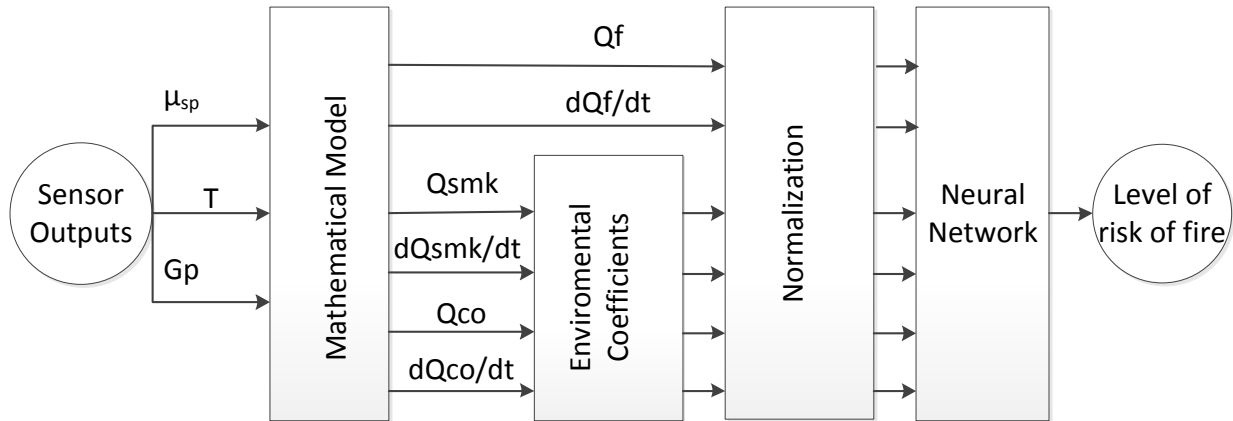 Sensor
Outputs
μsp
T
Gp
Mathematical Model
Qf
dQf/dt
Qsmk
dQsmk/dt
Qco
dQco/dt
Enviromental
Coefficients
Normalization
Neural
Network
Level of
risk of fire